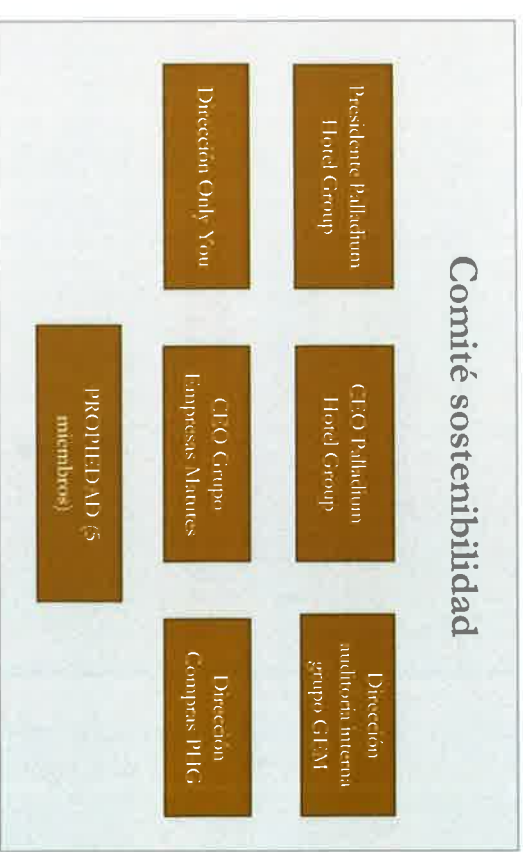 Comité sostenibilidad
Presidente Palladium
Hotel Group
CEO Palladium
Hotel Group
Dirección
auditoria interna
grupo GEM
Dirección Only You
CEO Grupo
Empresas Matutes
Dirección
Compras PHG
PROPIEDAD (5
miembros)